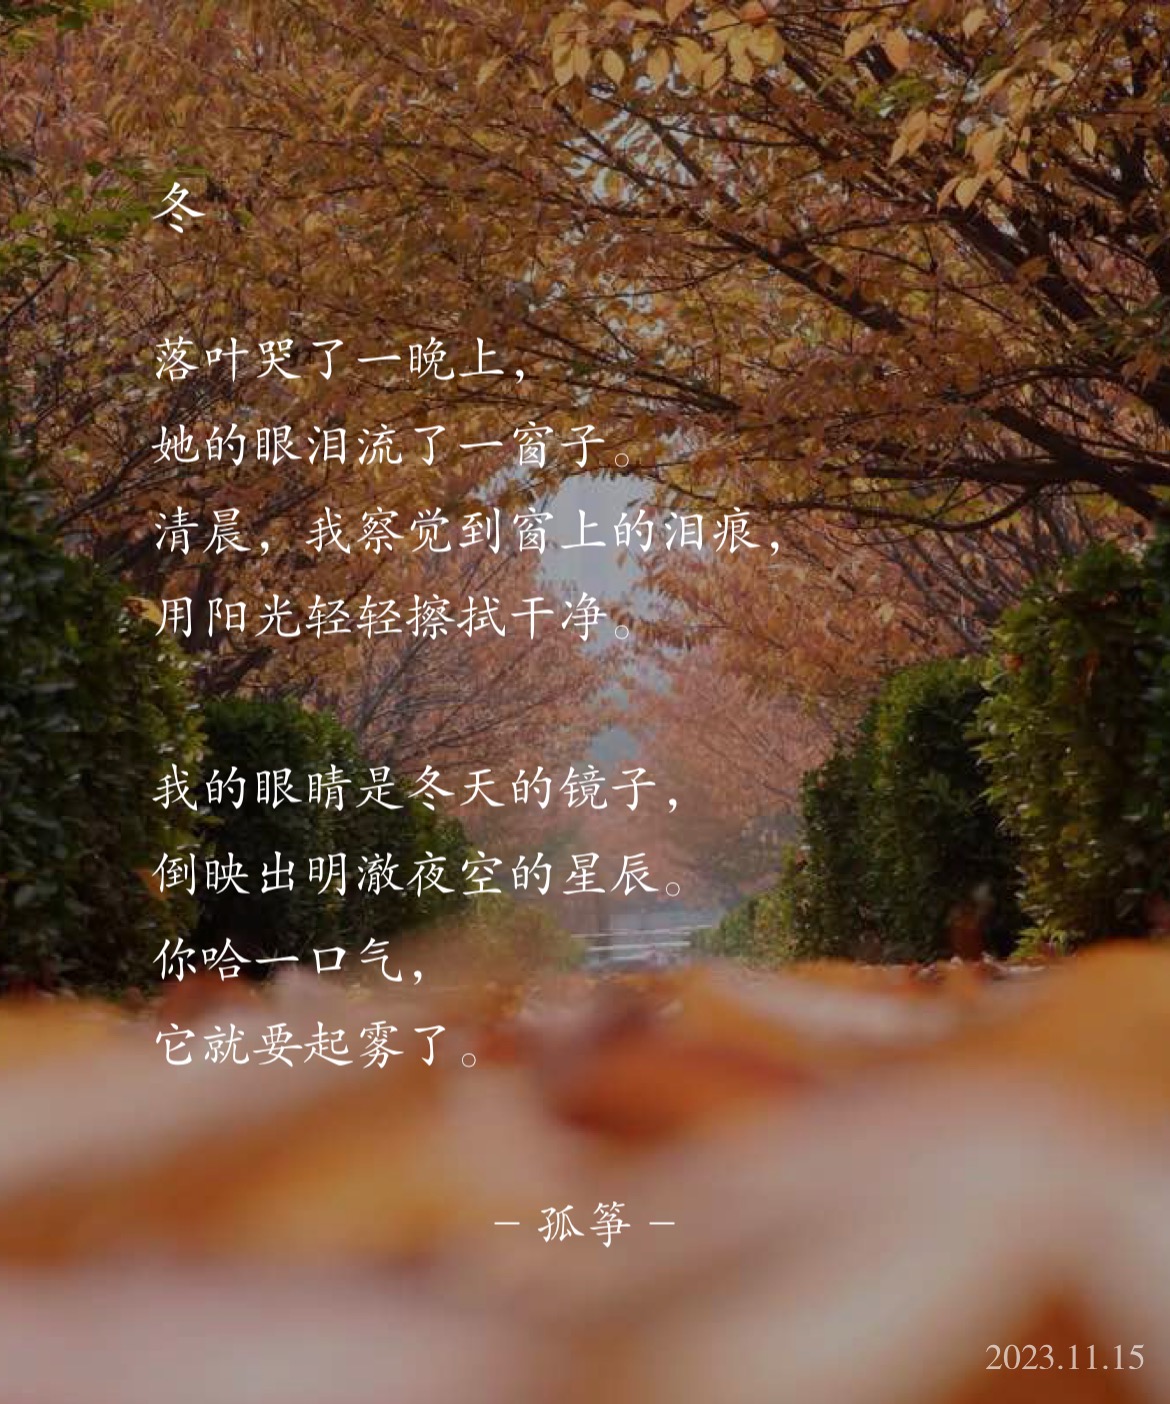 冬
落叶哭了一晚上，
她的眼泪流了一窗子。
清晨，我察觉到窗上的泪痕，
用阳光轻轻擦拭干净。
我的眼睛是冬天的镜子，
倒映出明澈夜空的星辰。
你哈一口气，
它就要起雾了。
– 孤筝 –
2023.11.15